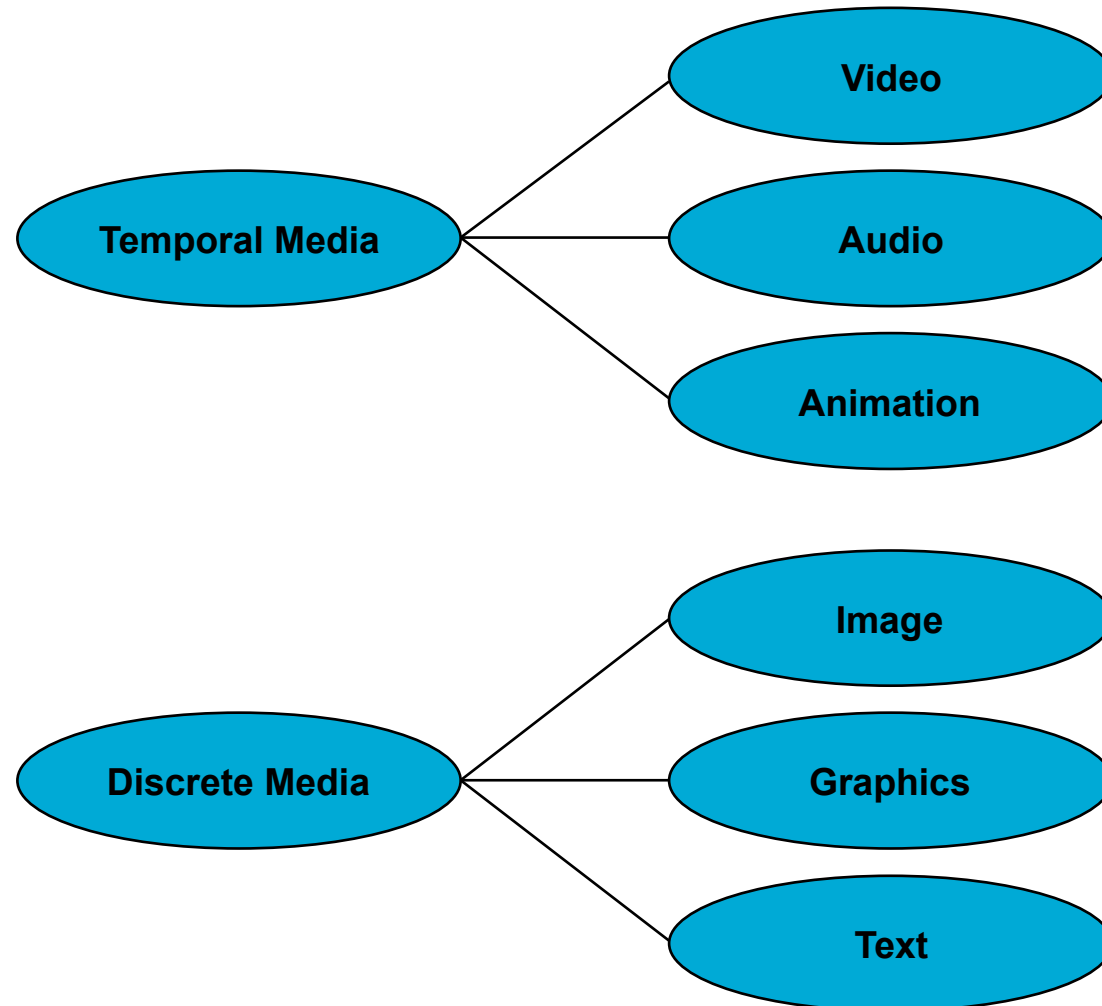 Video
Temporal Media
Audio
Animation
Image
Discrete Media
Graphics
Text